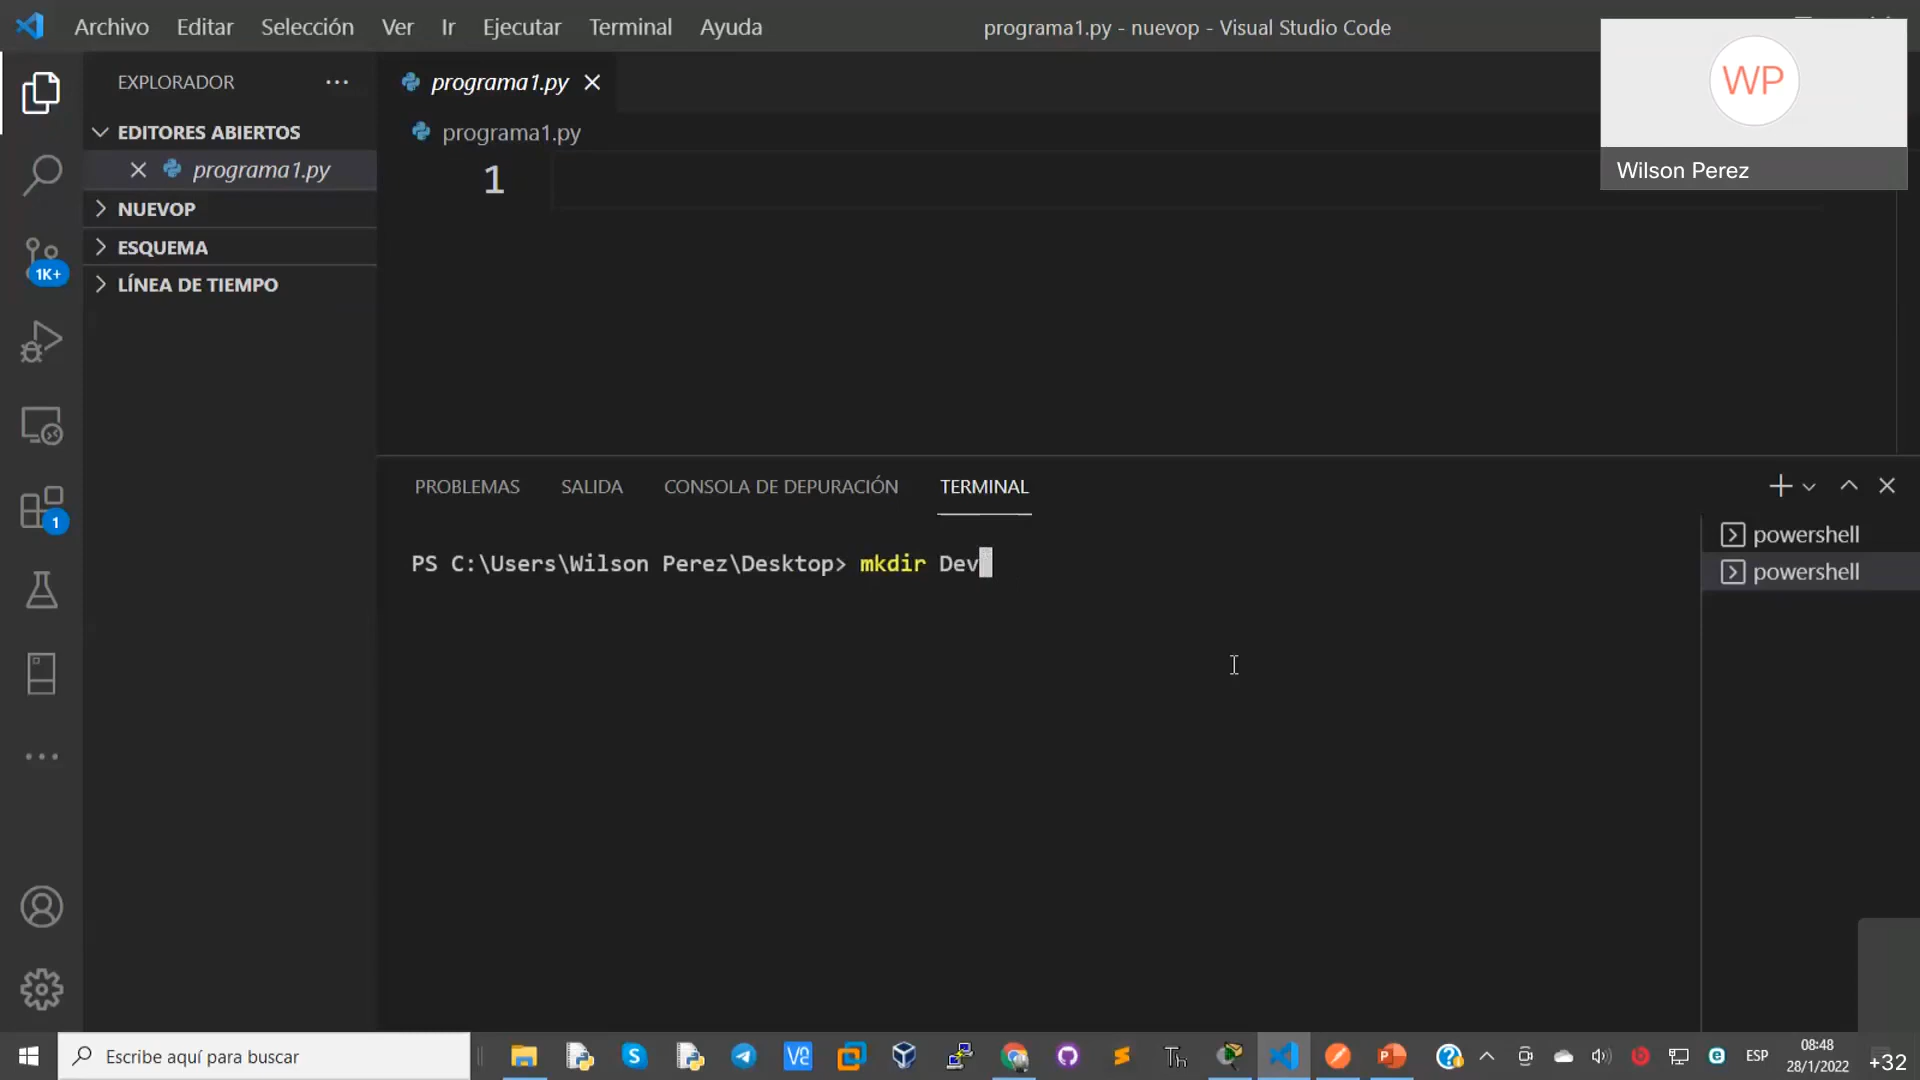 Archivo Editar Selección Ver Ir Ejecutar Terminal Ayuda
programa1.py - nuevop - Visual Studio Code
WP
Wilson Perez
EXPLORADOR
EDITORES ABIERTOS
programa1.py
NUEVOP
ESQUEMA
LÍNEA DE TIEMPO
1K+
1
programa1.py
programa1.py
1
PROBLEMAS SALIDA CONSOLA DE DEPURACIÓN TERMINAL
PS C:\Users\Wilson Perez\Desktop> mkdir Dev
powershell
powershell
Escribe aquí para buscar
S
VC
Th
P
ESP
08:48
28/1/2022
+32